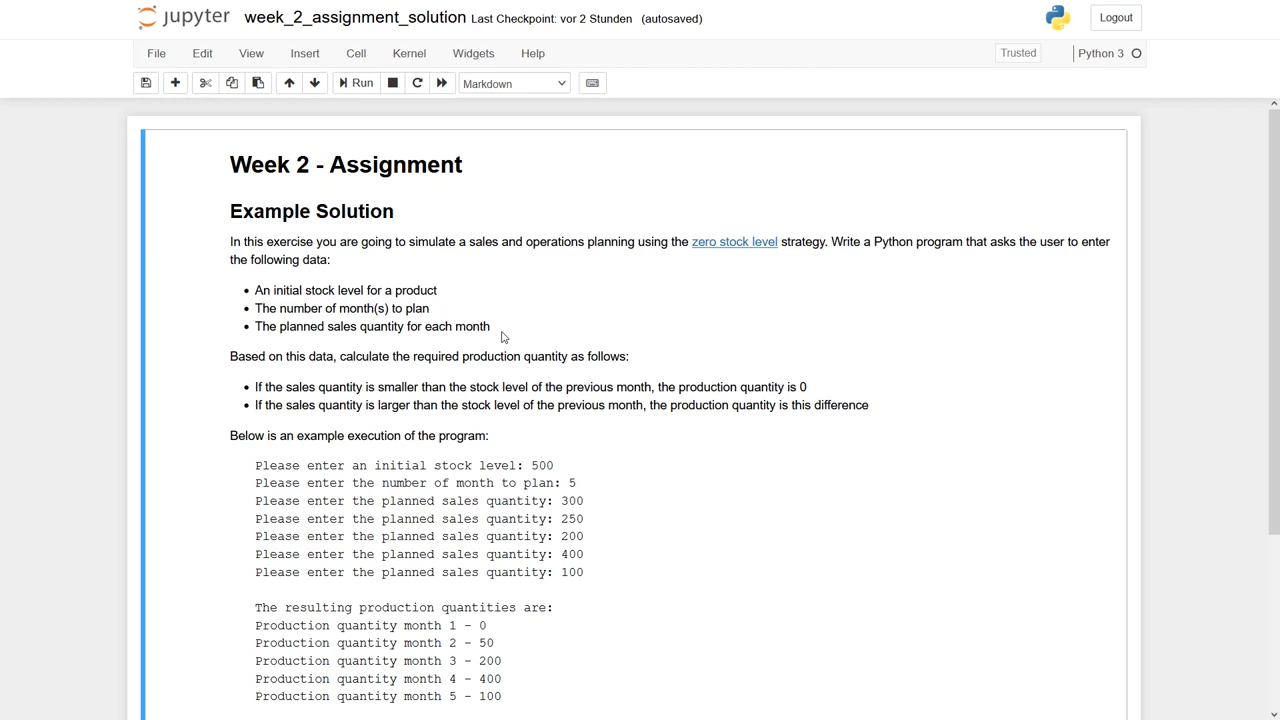 jupyter week_2_assignment_solution Last Checkpoint: vor 2 Stunden (autosaved) Logout
File Edit View Insert Cell Kernel Widgets Help Trusted Python 3
Run Markdown
Week 2 - Assignment
Example Solution
In this exercise you are going to simulate a sales and operations planning using the zero stock level strategy. Write a Python program that asks the user to enter
the following data:
• An initial stock level for a product
• The number of month(s) to plan
• The planned sales quantity for each month
Based on this data, calculate the required production quantity as follows:
• If the sales quantity is smaller than the stock level of the previous month, the production quantity is 0
• If the sales quantity is larger than the stock level of the previous month, the production quantity is this difference
Below is an example execution of the program:
Please enter an initial stock level: 500
Please enter the number of month to plan: 5
Please enter the planned sales quantity: 300
Please enter the planned sales quantity: 250
Please enter the planned sales quantity: 200
Please enter the planned sales quantity: 400
Please enter the planned sales quantity: 100
The resulting production quantities are:
Production quantity month 1 - 0
Production quantity month 2 - 50
Production quantity month 3 - 200
Production quantity month 4 - 400
Production quantity month 5 - 100